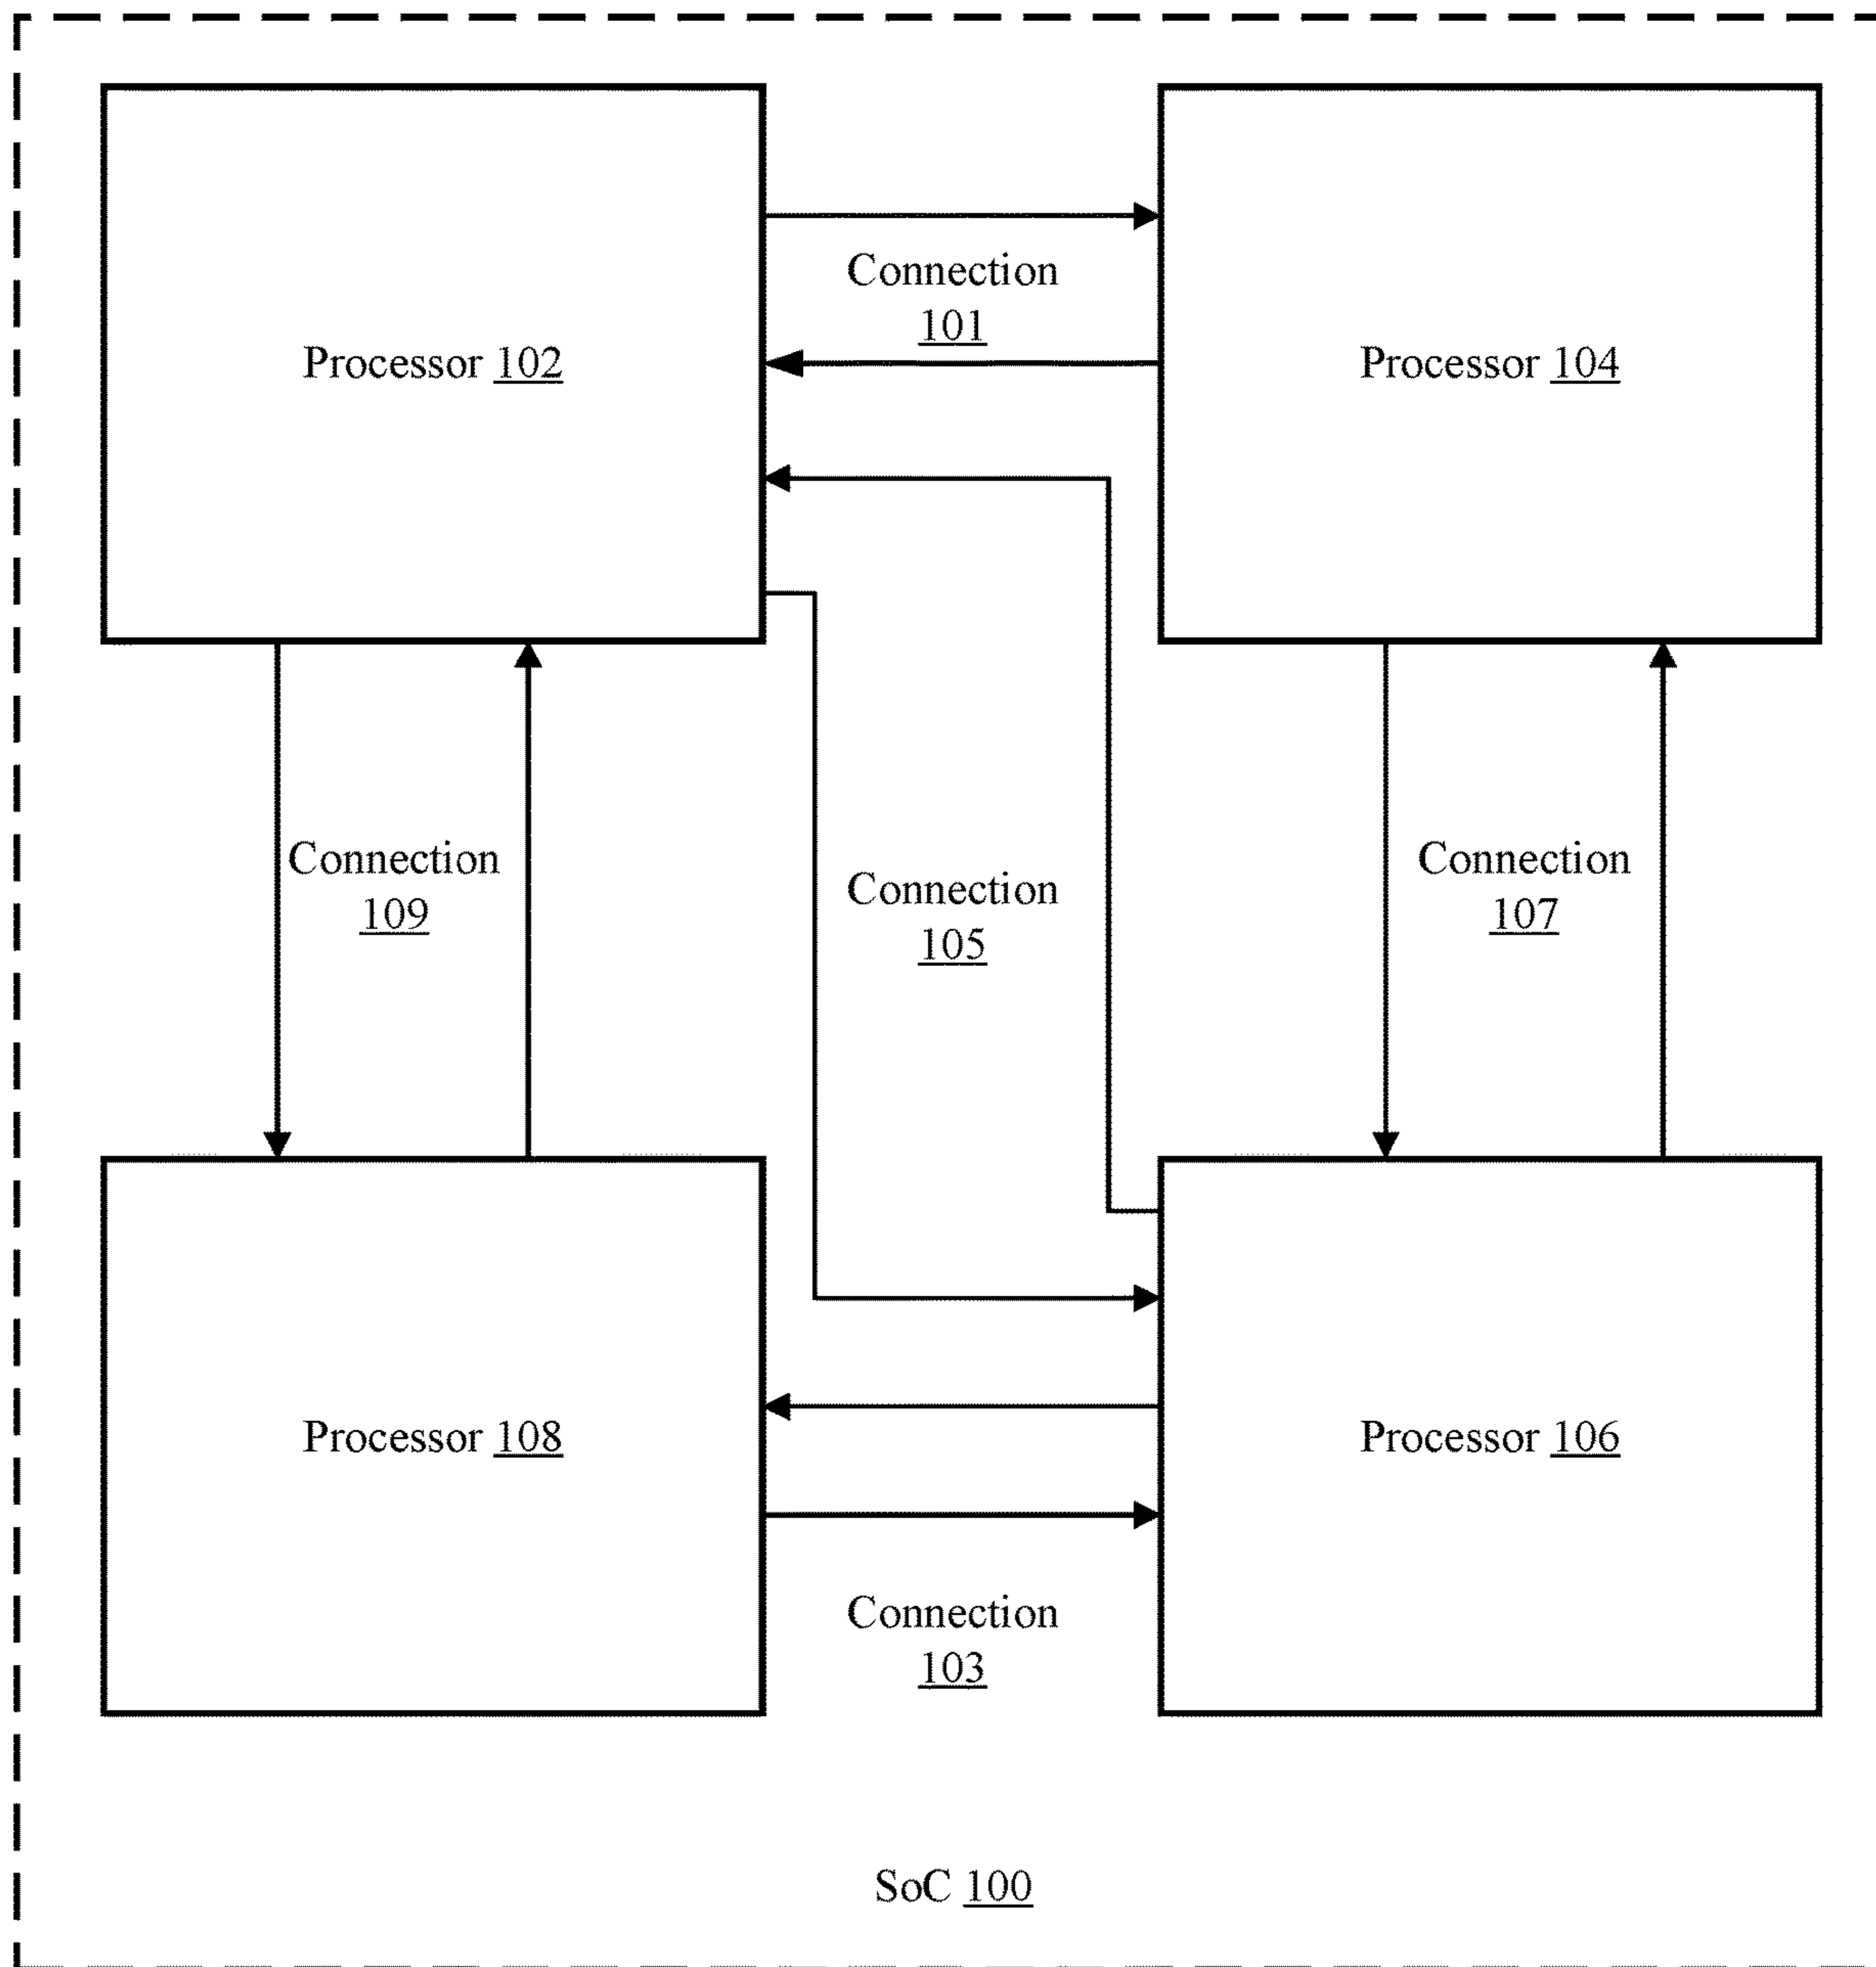 Connection
101
Processor 102
Processor 104
Connection
109
Connection
105
Connection
107
Processor 108
Processor 106
Connection
103
SoC 100